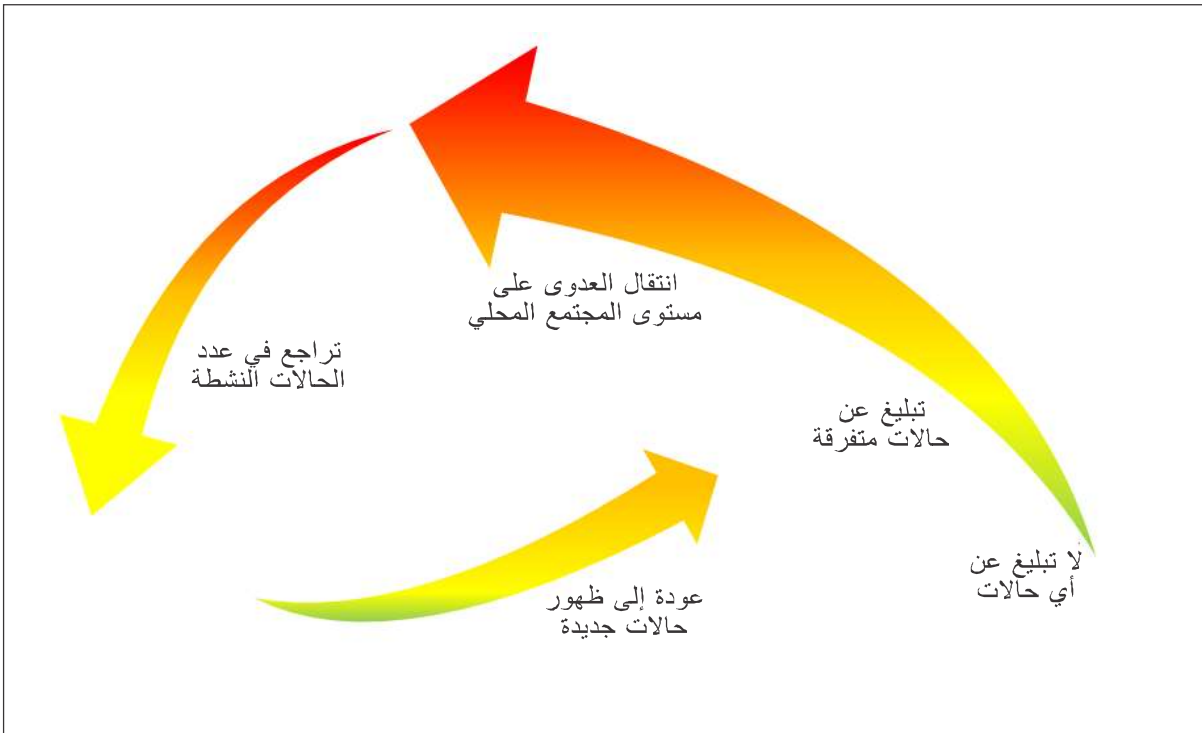 لا تبليغ عن
أي حالات
تبليغ عن
حالات متفرقة
انتقال العدوى على
مستوى المجتمع المحلي
تراجع في عدد
الحالات النشطة
عودة إلى ظهور
حالات جديدة